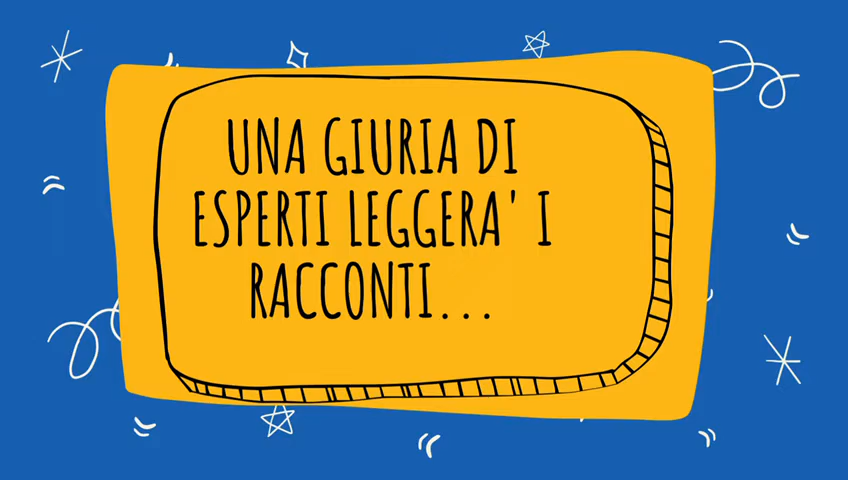 UNA GIURIA DI
ESPERTI LEGGERA' I
RACCONTI...